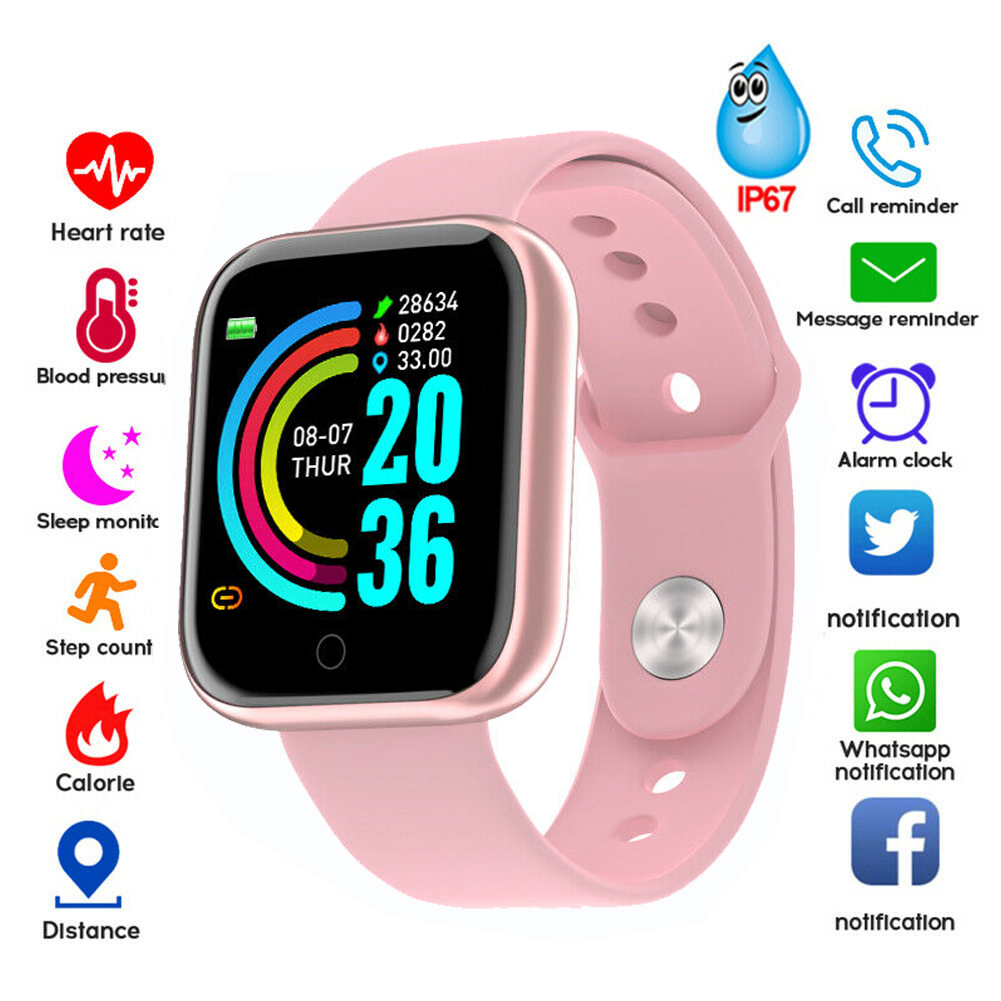 Heart rate
Blood pressu
Sleep monito
Step count
Calorie
Distance
28634
0282
33.00
08-07
THUR
20
36
IP67
Call reminder
Message reminder
Alarm clock
notification
Whatsapp
notification
f
notification